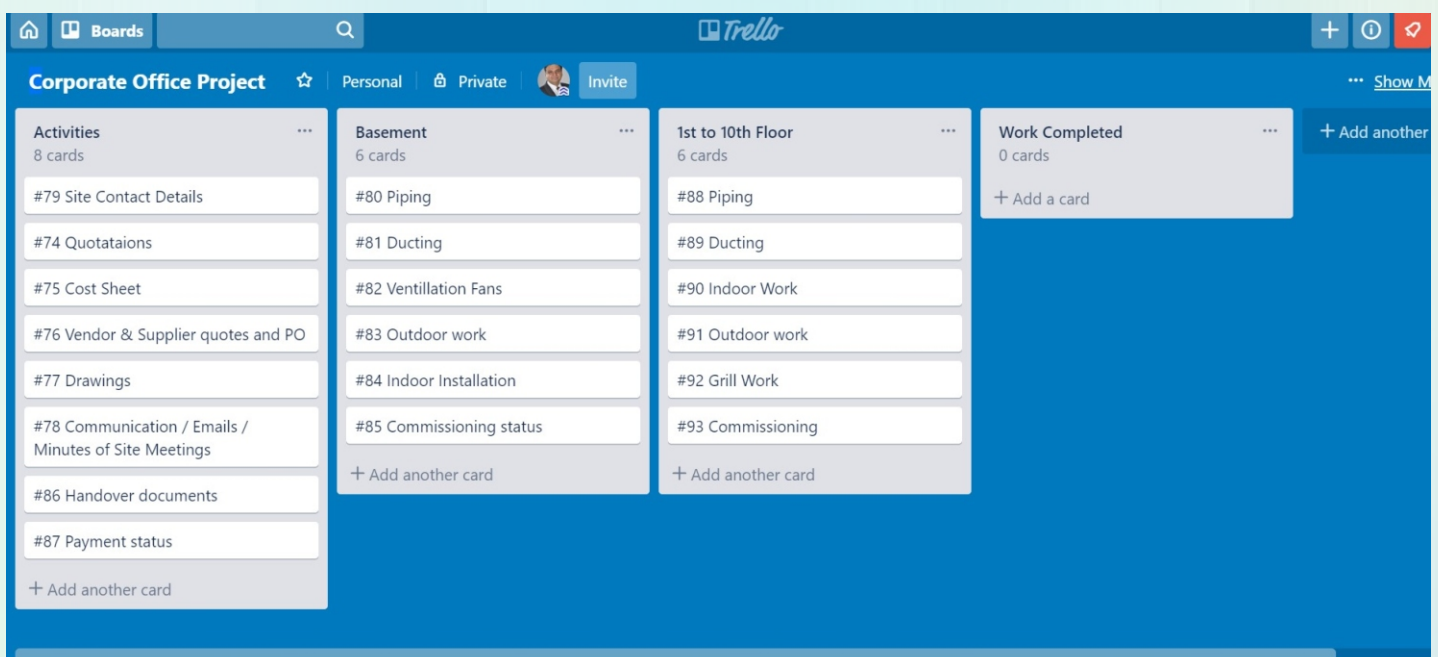 Boards
Trello
Corporate Office Project
Personal
Private
Invite
... Show M
Activities
8 cards
#79 Site Contact Details
#74 Quotataions
#75 Cost Sheet
#76 Vendor & Supplier quotes and PO
#77 Drawings
#78 Communication / Emails /
Minutes of Site Meetings
#86 Handover documents
#87 Payment status
+ Add another card
Basement
6 cards
#80 Piping
#81 Ducting
#82 Ventillation Fans
#83 Outdoor work
#84 Indoor Installation
#85 Commissioning status
+ Add another card
1st to 10th Floor
6 cards
#88 Piping
#89 Ducting
#90 Indoor Work
#91 Outdoor work
#92 Grill Work
#93 Commissioning
+ Add another card
Work Completed
0 cards
+ Add a card
+ Add another